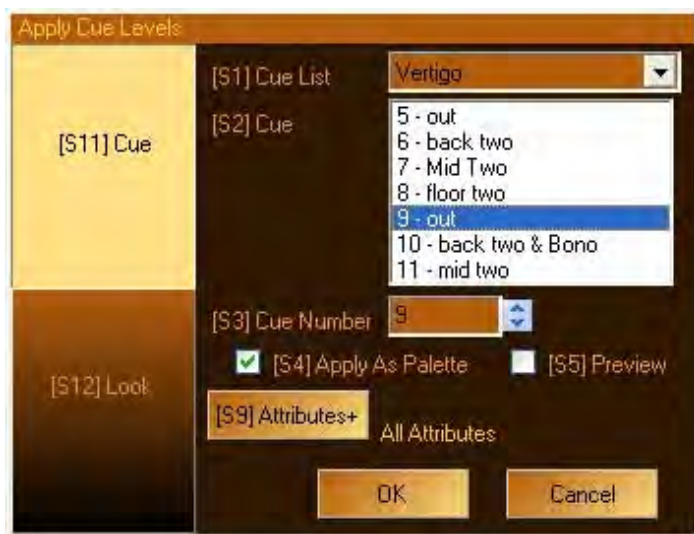 Apply Cue Levels
[S11] Cue
[S1] Cue List
Vertigo
[S2] Cue
5 - out
6 - back two
7 - Mid Two
8 - floor two
9 - out
10 - back two & Bono
11 - mid two
[S12] Look
[S3] Cue Number
9
[S4] Apply As Palette
[S5] Preview
[S9] Attributes+
All Attributes
OK
Cancel